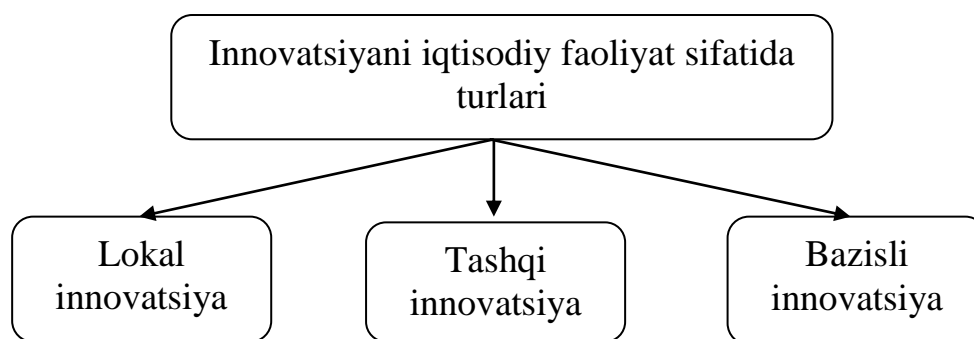 Innovatsiyani iqtisodiy faoliyat sifatida
turlari
Lokal
innovatsiya
Tashqi
innovatsiya
Bazisli
innovatsiya